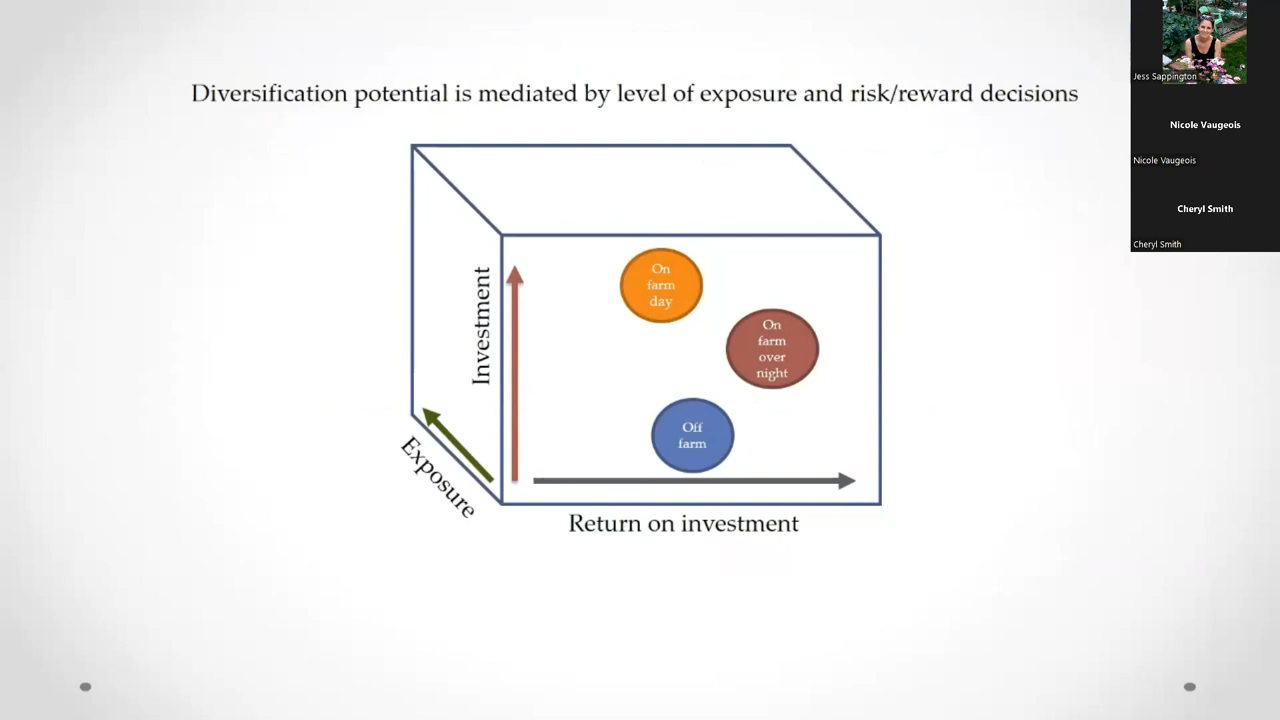 Diversification potential is mediated by level of exposure and risk/reward decisions
Investment
Exposure
Return on investment
On
farm
day
On
farm
over
night
Off
farm
Jess Sappington
Nicole Vaugeois
Nicole Vaugeois
Cheryl Smith
Cheryl Smith